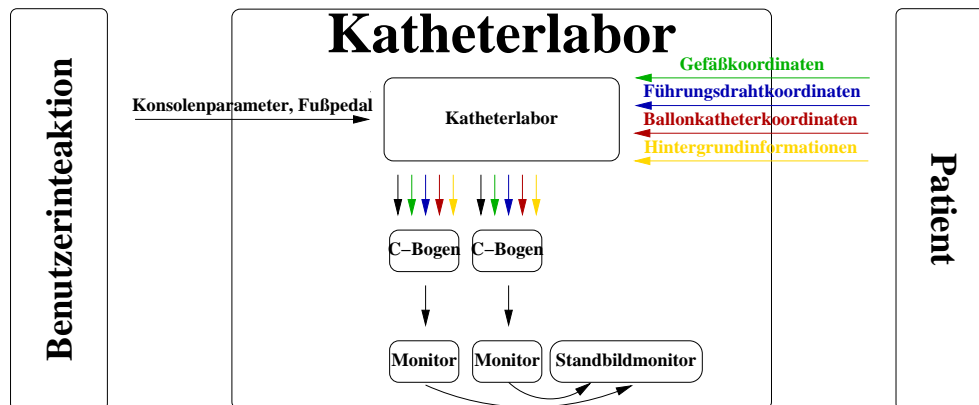 Katheterlabor
Benutzerinteaktion
Konsolenparameter, Fußpedal
Katheterlabor
Gefäßkoordinaten
Führungsdrahtkoordinaten
Ballonkatheterkoordinaten
Hintergrundinformationen
Patient
C–Bogen
C–Bogen
Monitor
Monitor
Standbildmonitor